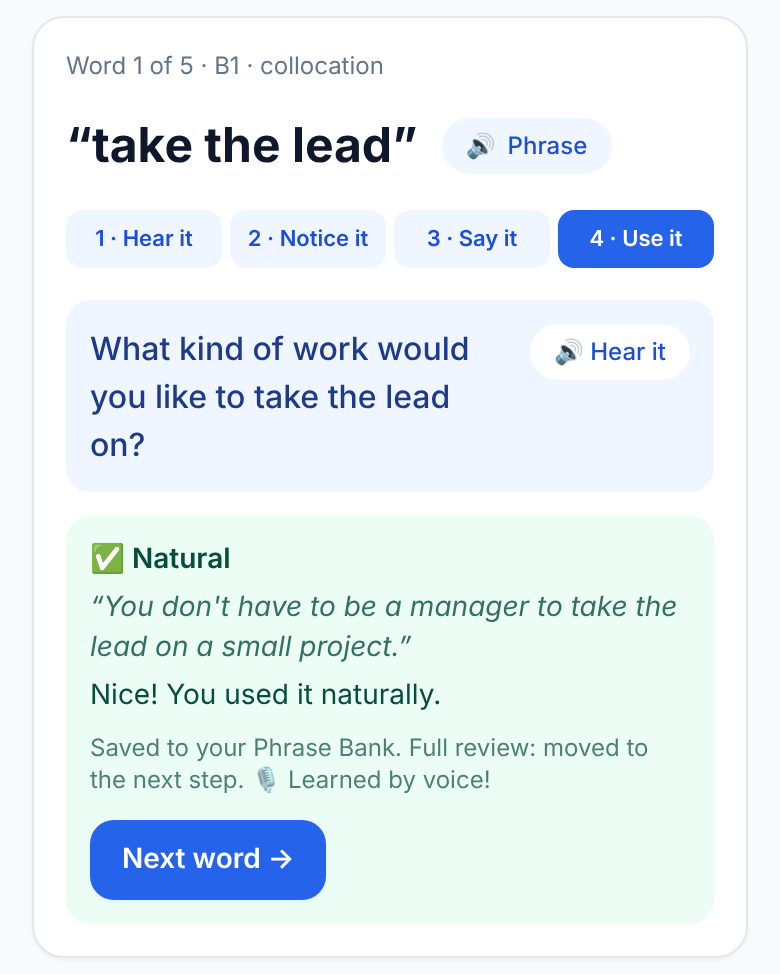 Word 1 of 5 · B1 · collocation
“take the lead”
🔊 Phrase
1 · Hear it
2 · Notice it
3 · Say it
4 · Use it
What kind of work would
you like to take the lead
on?
🔊 Hear it
✅ Natural
“You don't have to be a manager to take the
lead on a small project.”
Nice! You used it naturally.
Saved to your Phrase Bank. Full review: moved to
the next step. 🎙️ Learned by voice!
Next word →